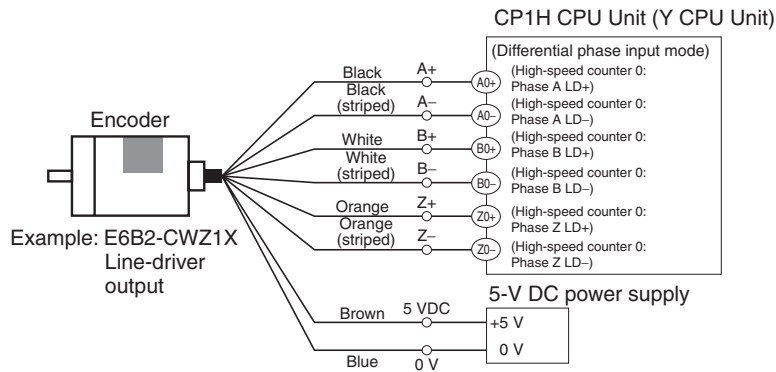 CP1H CPU Unit (Y CPU Unit)
(Differential phase input mode)
Black A+ A0+ (High-speed counter 0:
Phase A LD+)
Black
(striped) A− A0− (High-speed counter 0:
Phase A LD−)
Encoder
White B+ B0+ (High-speed counter 0:
Phase B LD+)
White
(striped) B− B0− (High-speed counter 0:
Phase B LD−)
Orange Z+ Z0+ (High-speed counter 0:
Phase Z LD+)
Orange
(striped) Z− Z0− (High-speed counter 0:
Phase Z LD−)
Example: E6B2-CWZ1X
Line-driver
output
5-V DC power supply
Brown 5 VDC +5 V
Blue 0 V 0 V